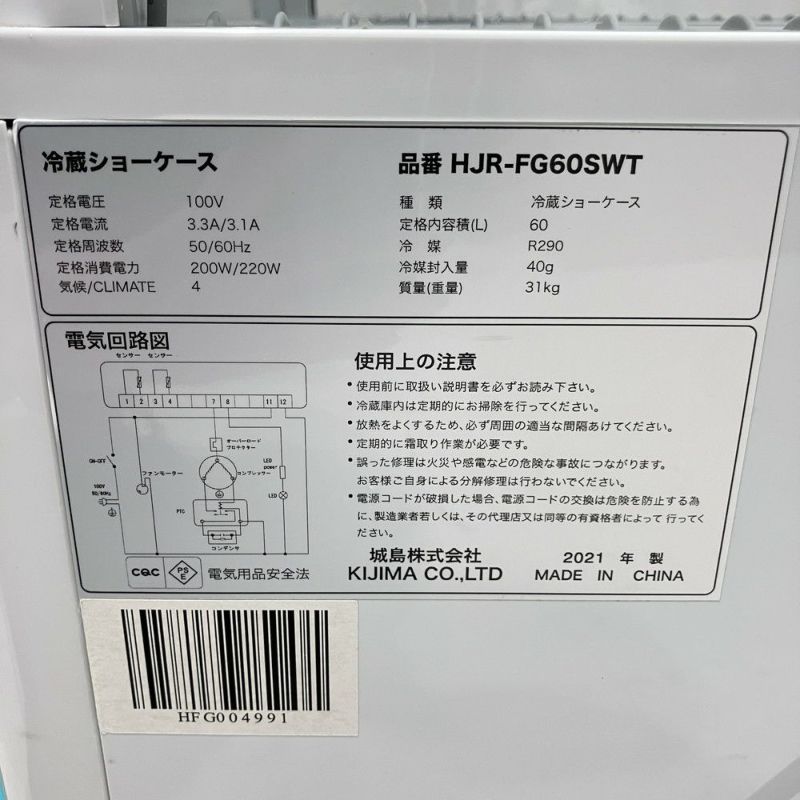 冷蔵ショーケース
品番 HJR-FG60SWT
定格電圧 100V
定格電流 3.3A/3.1A
定格周波数 50/60Hz
定格消費電力 200W/220W
気候/CLIMATE 4
種 類 冷蔵ショーケース
定格内容積(L) 60
冷 媒 R290
冷媒封入量 40g
質量(重量) 31kg
電気回路図
センサー センサー
1 2 3 4 7 8 11 12
オーバーロード
プロテクター
ON-OFF
ファンモーター
LED
power
コンプレッサー
100V
50/60Hz
LED
PTC
コンデンサ
CQC
PS
E
電気用品安全法
使用上の注意
•使用前に取扱い説明書を必ずお読み下さい。
•冷蔵庫内は定期的にお掃除を行ってください。
•放熱をよくするため、必ず周囲の適当な間隔あけてください。
•定期的に霜取り作業が必要です。
•誤った修理は火災や感電などの危険な事故につながります。
お客様ご自身による分解修理は行わないでください。
•電源コードが破損した場合、電源コードの交換は危険を防止する為
に、製造業者若しくは、その代理店又は同等の有資格者によって 行ってく
ださい。
城島株式会社
KIJIMA CO.,LTD
2021 年 製
MADE IN CHINA
HFG004991